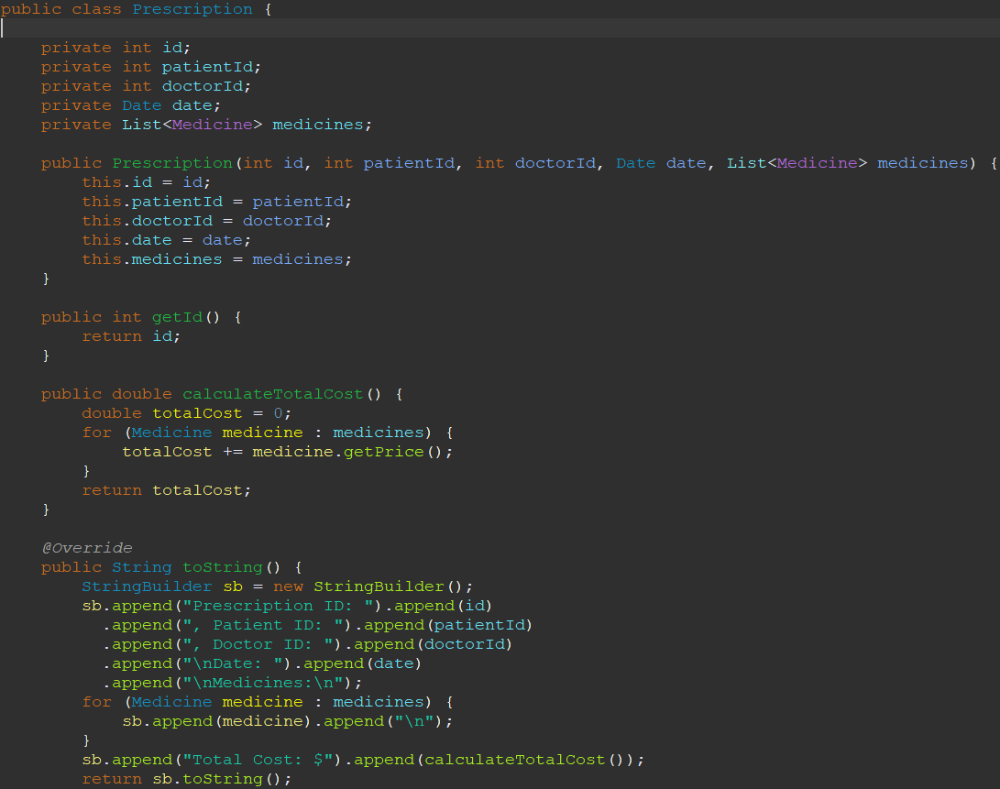 public class Prescription {
    private int id;
    private int patientId;
    private int doctorId;
    private Date date;
    private List<Medicine> medicines;
    public Prescription(int id, int patientId, int doctorId, Date date, List<Medicine> medicines) {
        this.id = id;
        this.patientId = patientId;
        this.doctorId = doctorId;
        this.date = date;
        this.medicines = medicines;
    }
    public int getId() {
        return id;
    }
    public double calculateTotalCost() {
        double totalCost = 0;
        for (Medicine medicine : medicines) {
            totalCost += medicine.getPrice();
        }
        return totalCost;
    }
    @Override
    public String toString() {
        StringBuilder sb = new StringBuilder();
        sb.append("Prescription ID: ").append(id)
          .append(", Patient ID: ").append(patientId)
          .append(", Doctor ID: ").append(doctorId)
          .append("\nDate: ").append(date)
          .append("\nMedicines:\n");
        for (Medicine medicine : medicines) {
            sb.append(medicine).append("\n");
        }
        sb.append("Total Cost: $").append(calculateTotalCost());
        return sb.toString();